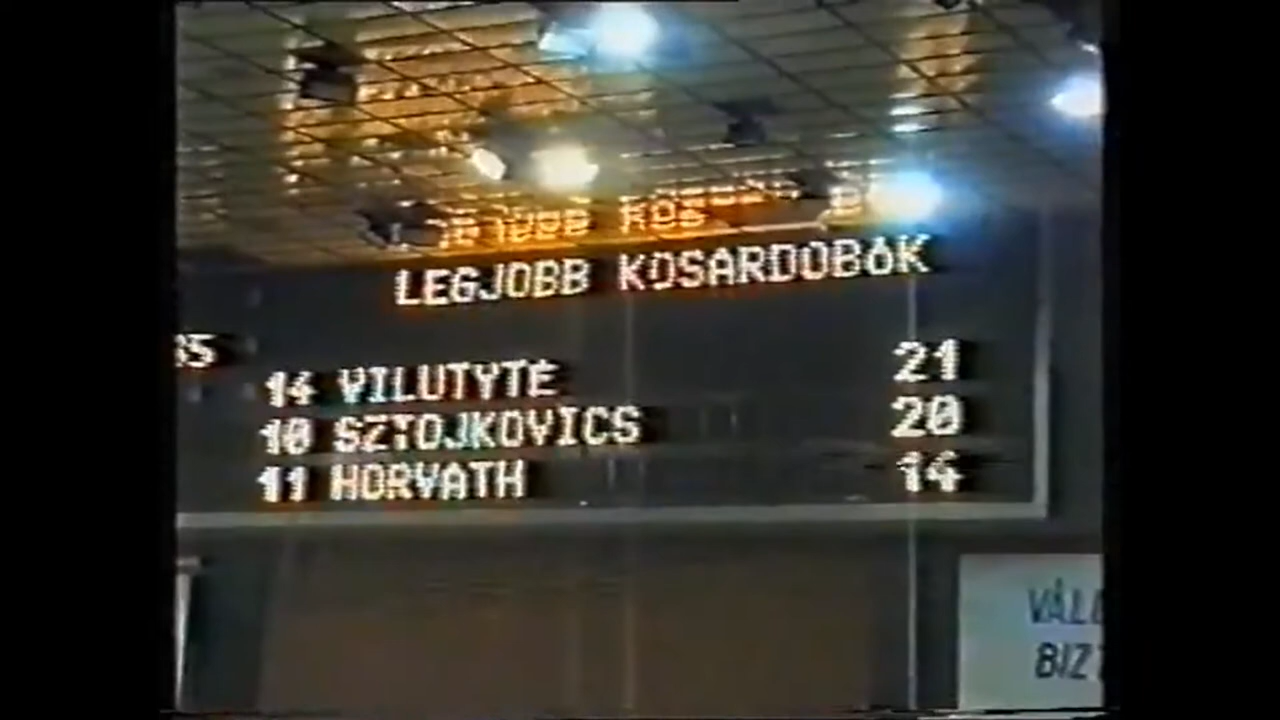 LEGJOBB KOSARDOBÓK
14 VILUTYTE 21
10 SZTOJKOVICS 20
11 HORVATH 14